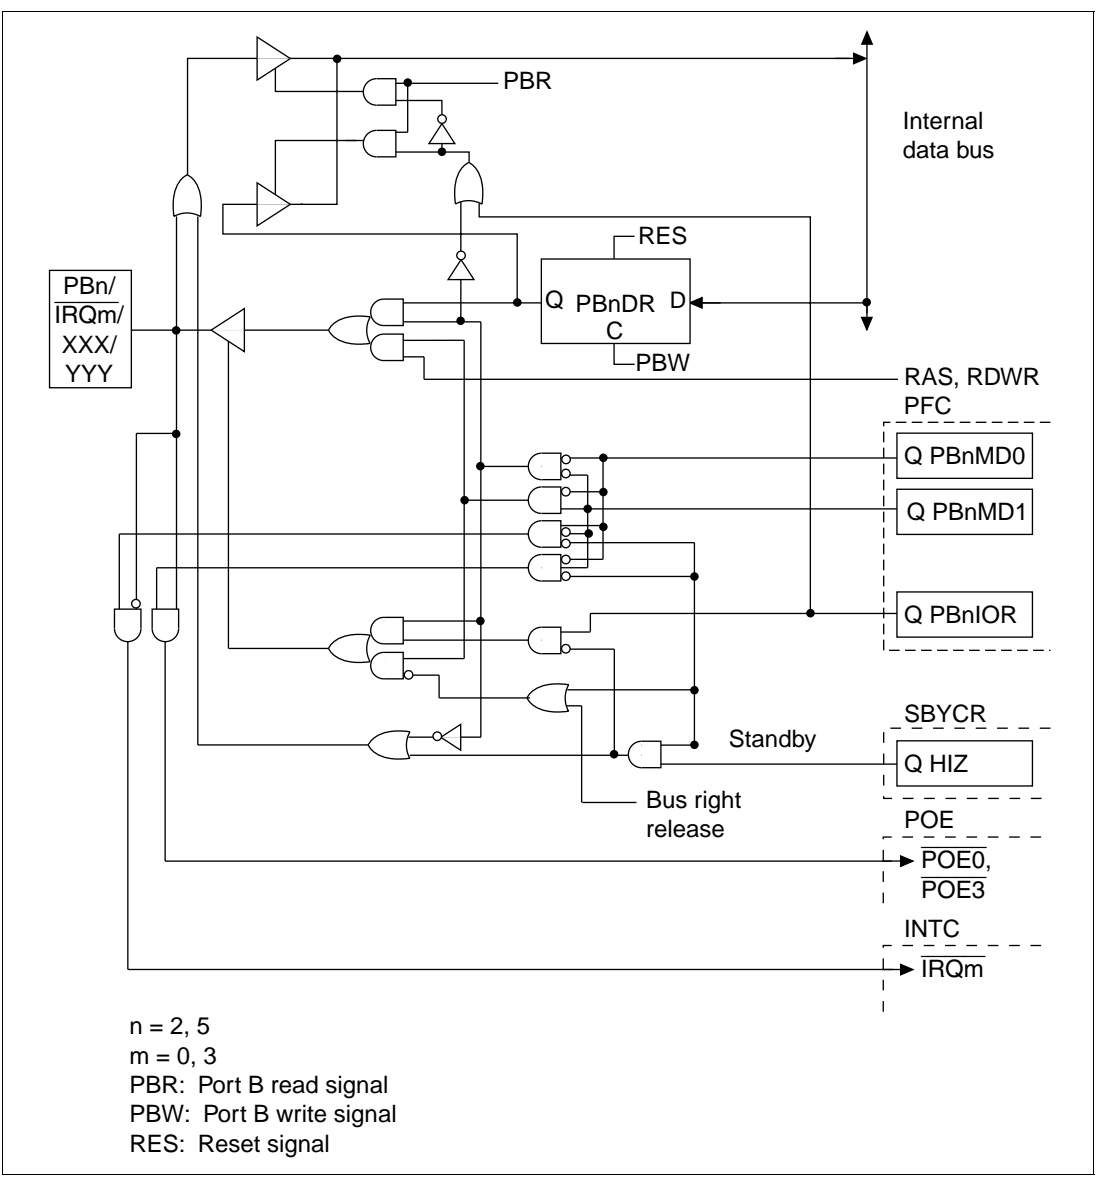 PBR
Internal
data bus
RES
PBn/
IRQm/
XXX/
YYY
Q PBnDR D
C
PBW
RAS, RDWR
PFC
Q PBnMD0
Q PBnMD1
Q PBnIOR
SBYCR
Standby
Q HIZ
Bus right
release
POE
POE0,
POE3
INTC
IRQm
n = 2, 5
m = 0, 3
PBR: Port B read signal
PBW: Port B write signal
RES: Reset signal